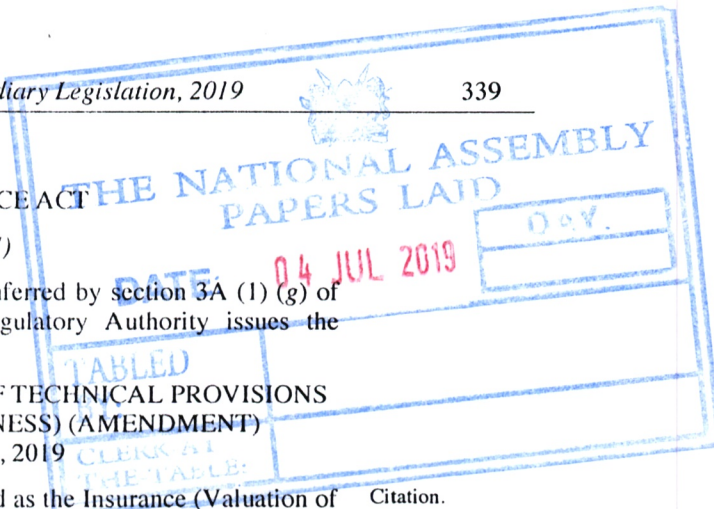 diary Legislation, 2019 339
CE ACT
THE NATIONAL ASSEMBLY
PAPERS LAID
DATE: 04 JUL 2019
DAY.
nferred by section 3A (1) (g) of
gulatory Authority issues the
TABLED
BY:
F TECHNICAL PROVISIONS
NESS) (AMENDMENT)
, 2019
CLERK AT
THE TABLE:
d as the Insurance (Valuation of Citation.